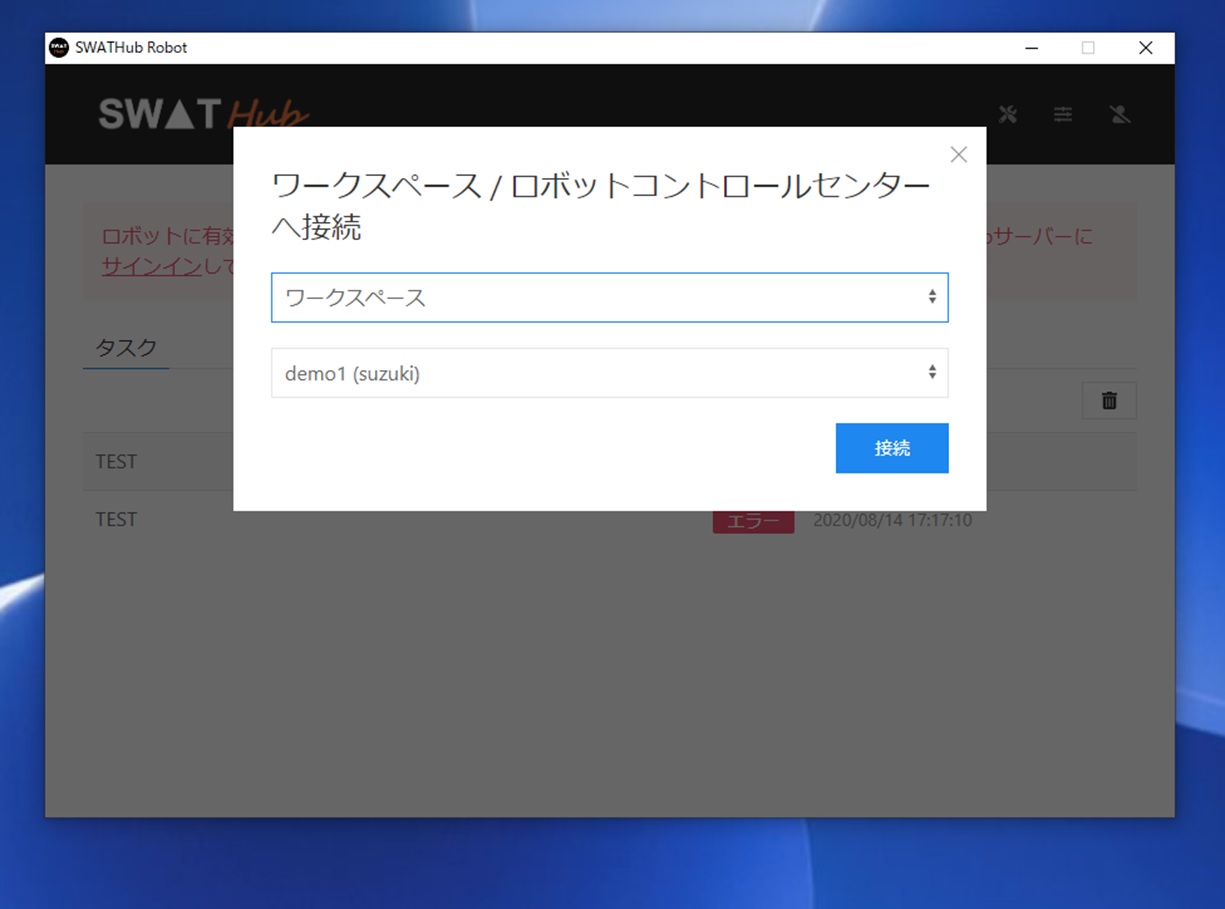 SWATHub Robot
SWAT Hub
ワークスペース / ロボットコントロールセンター
へ接続
ロボットに有効
サーバーに
サインインして
ワークスペース
タスク
demo1 (suzuki)
接続
TEST
TEST
エラー
2020/08/14 17:17:10